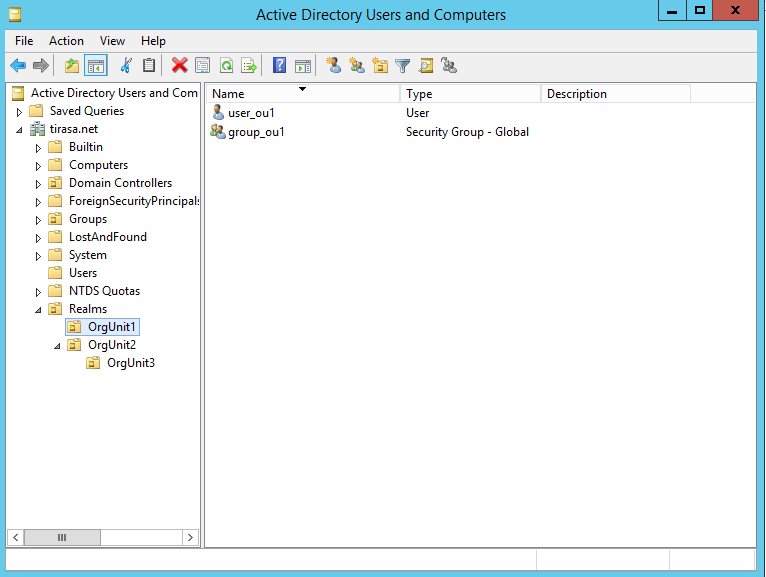 Active Directory Users and Computers
File Action View Help
Active Directory Users and Com
Saved Queries
tirasa.net
Builtin
Computers
Domain Controllers
ForeignSecurityPrincipals
Groups
LostAndFound
System
Users
NTDS Quotas
Realms
OrgUnit1
OrgUnit2
OrgUnit3
Name Type Description
user_ou1 User
group_ou1 Security Group - Global